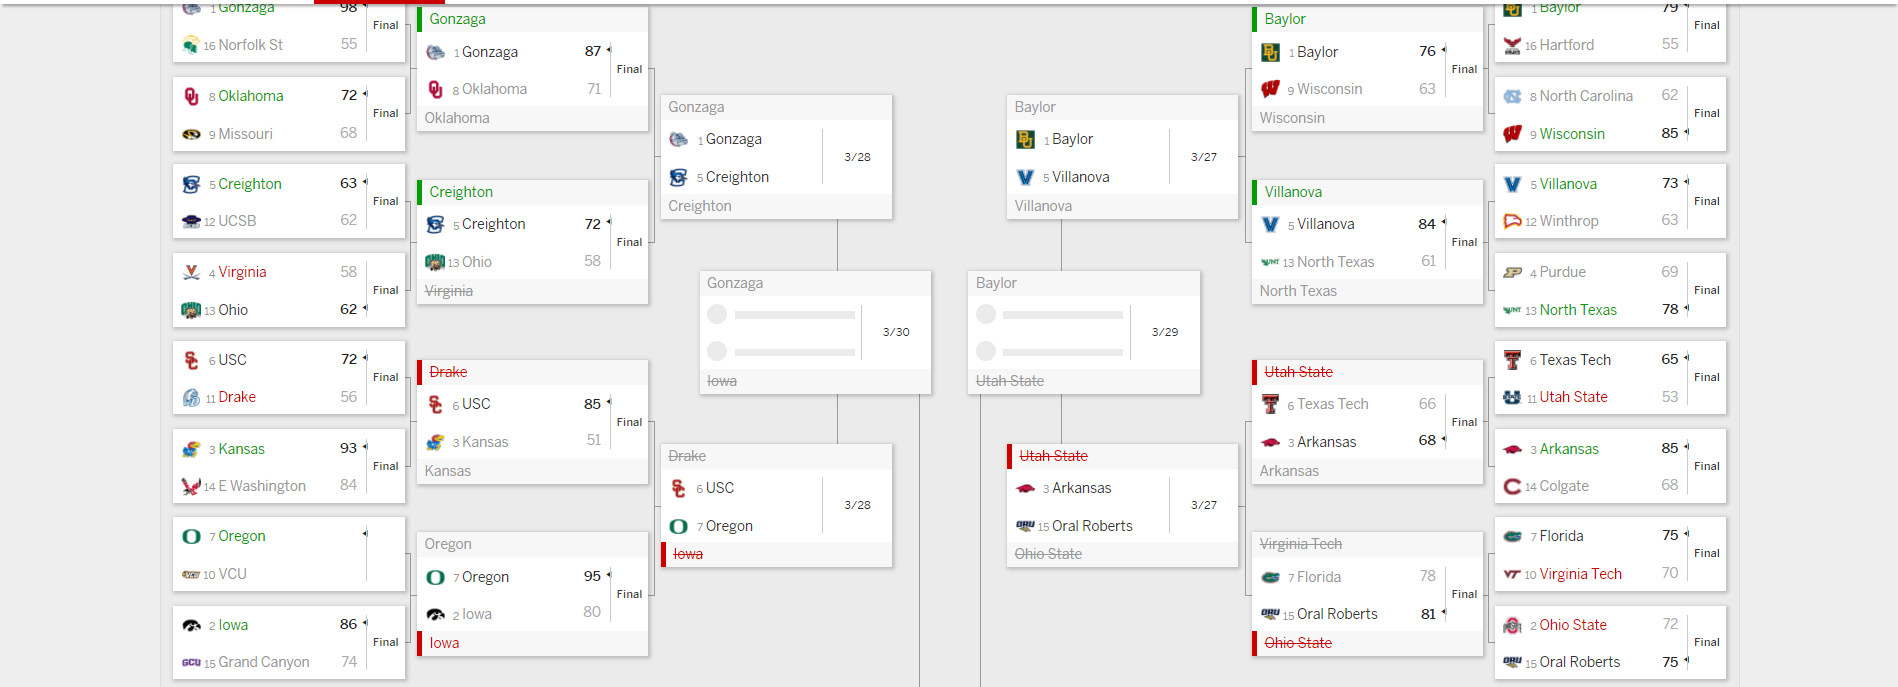 1 Gonzaga 98
Final
16 Norfolk St 55
8 Oklahoma 72
Final
9 Missouri 68
5 Creighton 63
Final
12 UCSB 62
4 Virginia 58
Final
13 Ohio 62
6 USC 72
Final
11 Drake 56
3 Kansas 93
Final
14 E Washington 84
7 Oregon
10 VCU
2 Iowa 86
Final
15 Grand Canyon 74
Gonzaga
1 Gonzaga 87
Final
8 Oklahoma 71
Oklahoma
Creighton
5 Creighton 72
Final
13 Ohio 58
Virginia
Drake
6 USC 85
Final
3 Kansas 51
Kansas
Oregon
7 Oregon 95
Final
2 Iowa 80
Iowa
Gonzaga
1 Gonzaga
3/28
5 Creighton
Creighton
Gonzaga
3/30
Iowa
Drake
6 USC
3/28
7 Oregon
Iowa
Baylor
1 Baylor
3/27
5 Villanova
Villanova
Baylor
3/29
Utah State
Utah State
3 Arkansas
3/27
15 Oral Roberts
Ohio State
Baylor
1 Baylor 76
Final
9 Wisconsin 63
Wisconsin
Villanova
5 Villanova 84
Final
13 North Texas 61
North Texas
Utah State
6 Texas Tech 66
Final
3 Arkansas 68
Arkansas
Virginia Tech
7 Florida 78
Final
15 Oral Roberts 81
Ohio State
1 Baylor 79
Final
16 Hartford 55
8 North Carolina 62
Final
9 Wisconsin 85
5 Villanova 73
Final
12 Winthrop 63
4 Purdue 69
Final
13 North Texas 78
6 Texas Tech 65
Final
11 Utah State 53
3 Arkansas 85
Final
14 Colgate 68
7 Florida 75
Final
10 Virginia Tech 70
2 Ohio State 72
Final
15 Oral Roberts 75